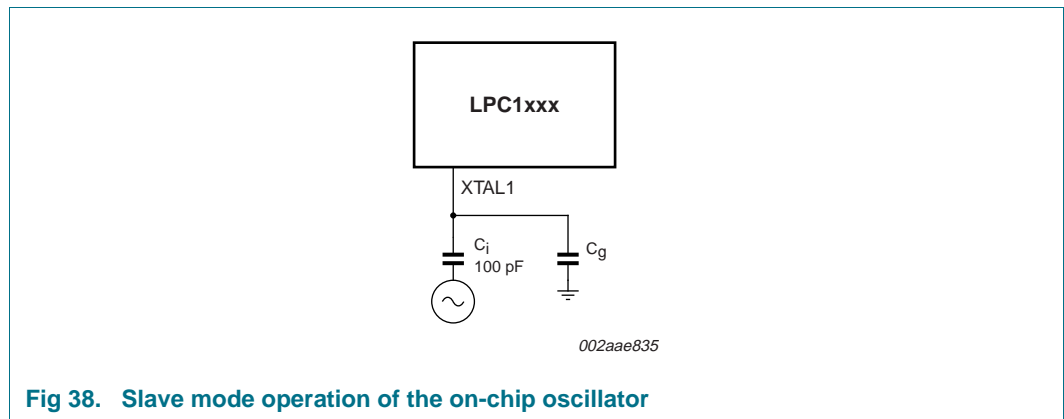 LPC1xxx
XTAL1
Ci
100 pF
Cg
002aae835
Fig 38. Slave mode operation of the on-chip oscillator